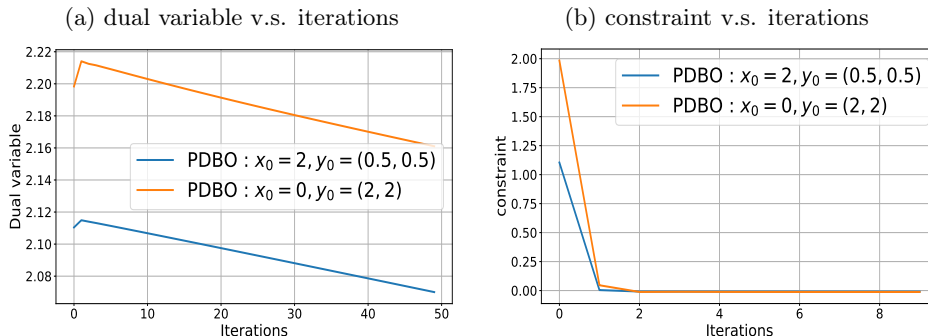 (a) dual variable v.s. iterations
2.22
2.20
2.18
2.16
2.14
2.12
2.10
2.08
Dual variable
PDBO : x₀ = 2, y₀ = (0.5, 0.5)
PDBO : x₀ = 0, y₀ = (2, 2)
0 10 20 30 40 50
Iterations
(b) constraint v.s. iterations
2.00
1.75
1.50
1.25
1.00
0.75
0.50
0.25
0.00
constraint
PDBO : x₀ = 2, y₀ = (0.5, 0.5)
PDBO : x₀ = 0, y₀ = (2, 2)
0 2 4 6 8
Iterations